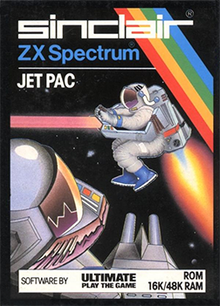 sinclair®
ZX Spectrum
JET PAC
SOFTWARE BY
ULTIMATE
PLAY THE GAME
ROM
16K/48K RAM